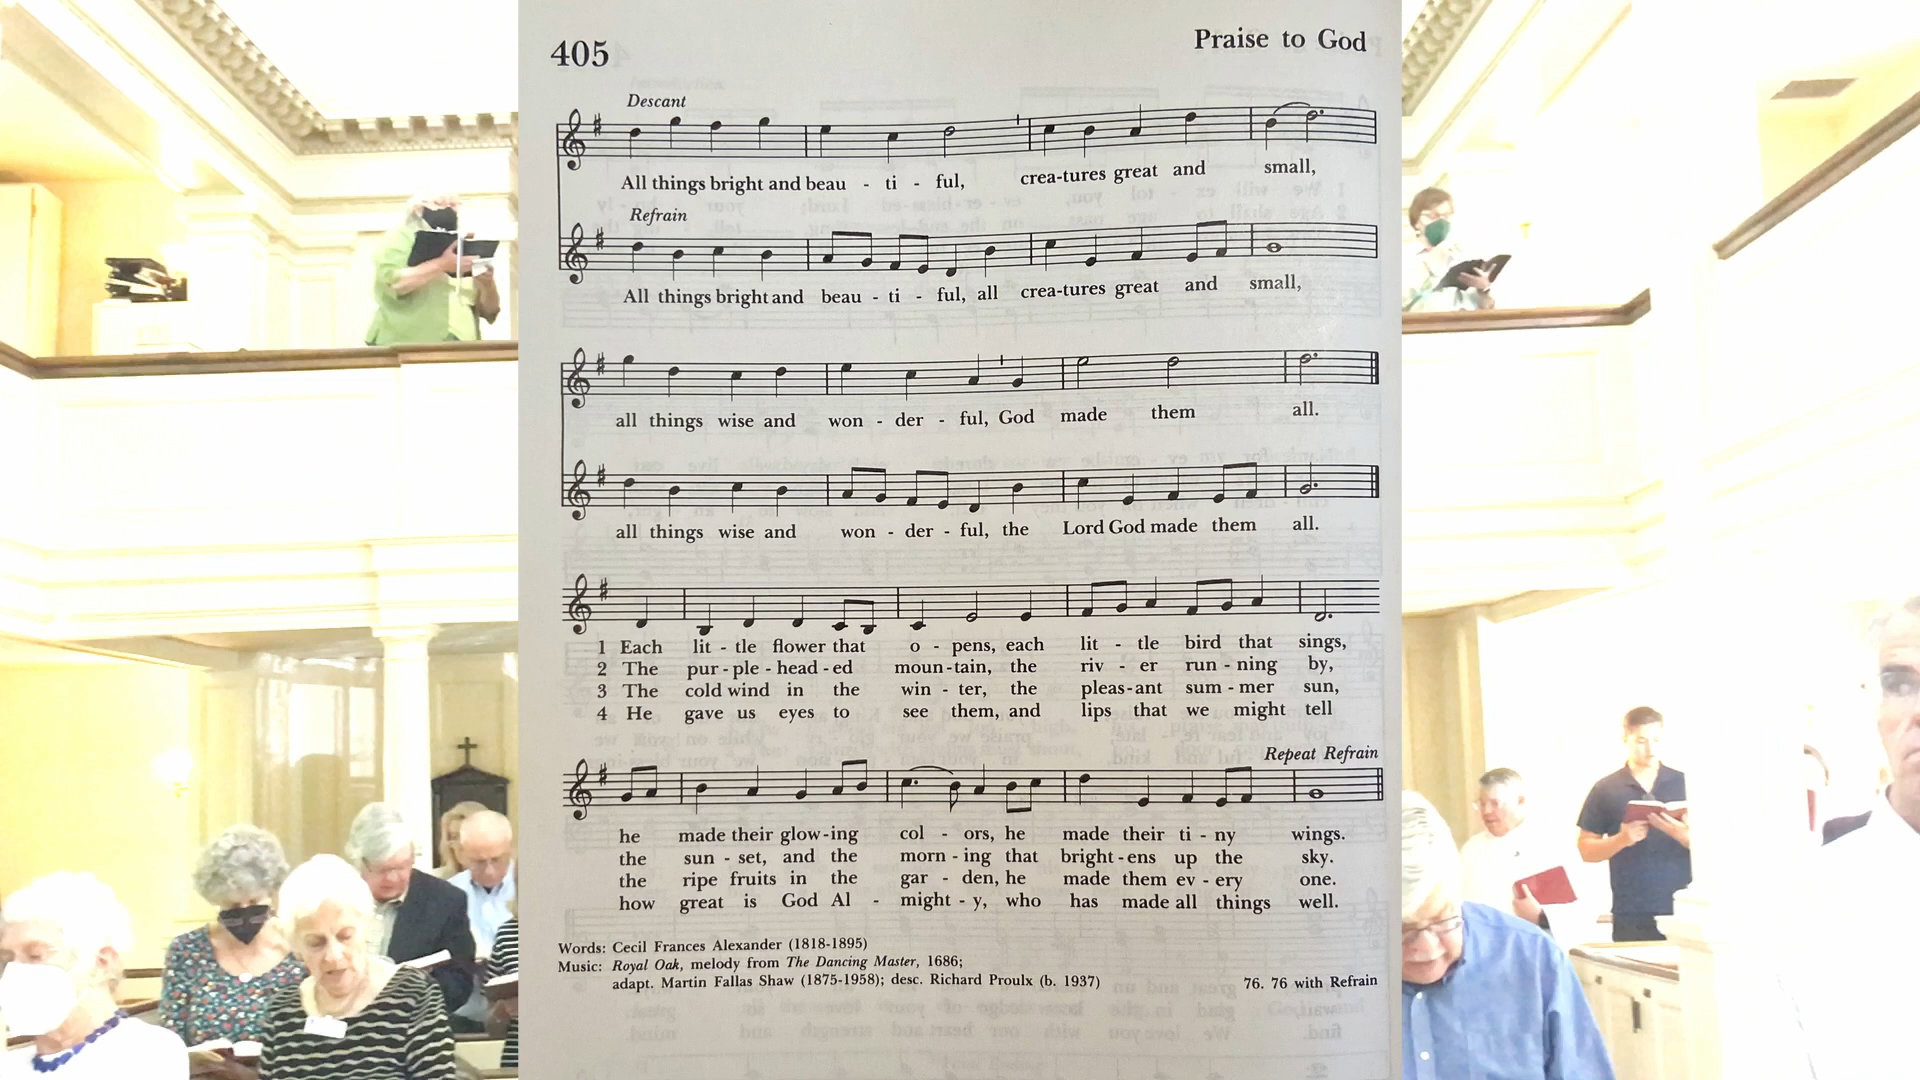 405
Praise to God
Descant
All things bright and beau - ti - ful, crea-tures great and small,
Refrain
All things bright and beau - ti - ful, all crea-tures great and small,
all things wise and won - der - ful, God made them all.
all things wise and won - der - ful, the Lord God made them all.
1 Each lit - tle flower that o - pens, each lit - tle bird that sings,
2 The pur - ple - head - ed moun - tain, the riv - er run - ning by,
3 The cold wind in the win - ter, the pleas - ant sum - mer sun,
4 He gave us eyes to see them, and lips that we might tell
Repeat Refrain
he made their glow - ing col - ors, he made their ti - ny wings.
the sun - set, and the morn - ing that bright - ens up the sky.
the ripe fruits in the gar - den, he made them ev - ery one.
how great is God Al - might - y, who has made all things well.
Words: Cecil Frances Alexander (1818-1895)
Music: Royal Oak, melody from The Dancing Master, 1686;
adapt. Martin Fallas Shaw (1875-1958); desc. Richard Proulx (b. 1937)
76. 76 with Refrain